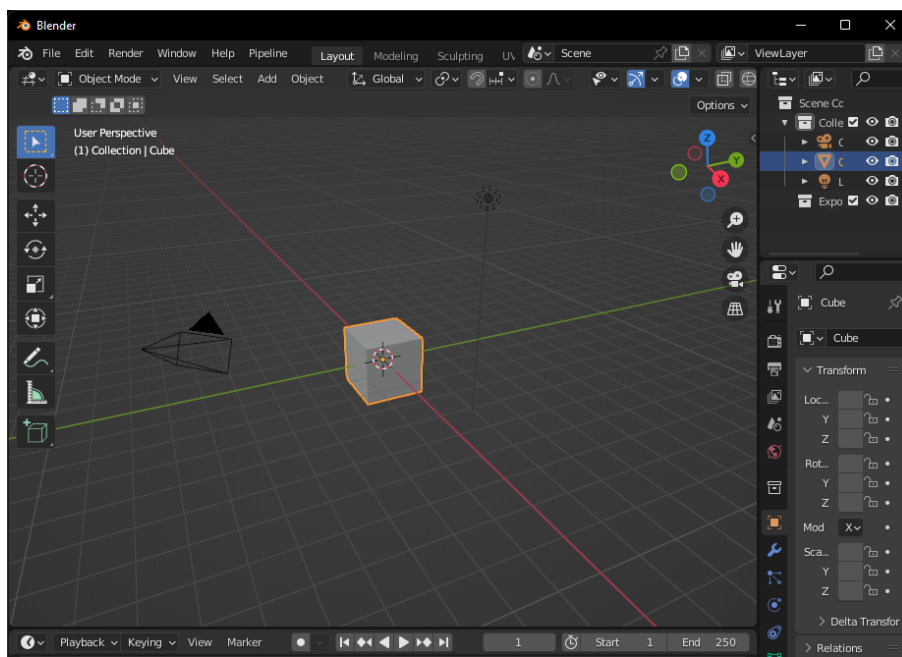 Blender
File Edit Render Window Help Pipeline Layout Modeling Sculpting UV Scene ViewLayer
Object Mode View Select Add Object Global
Options
User Perspective
(1) Collection | Cube
Z
Y
X
Scene Cc
Colle
C
C
L
Expo
Cube
Cube
Transform
Loc...
Y
Z
Rot...
Y
Z
Mod X
Sca...
Y
Z
Delta Transfor
Relations
Playback Keying View Marker 1 Start 1 End 250